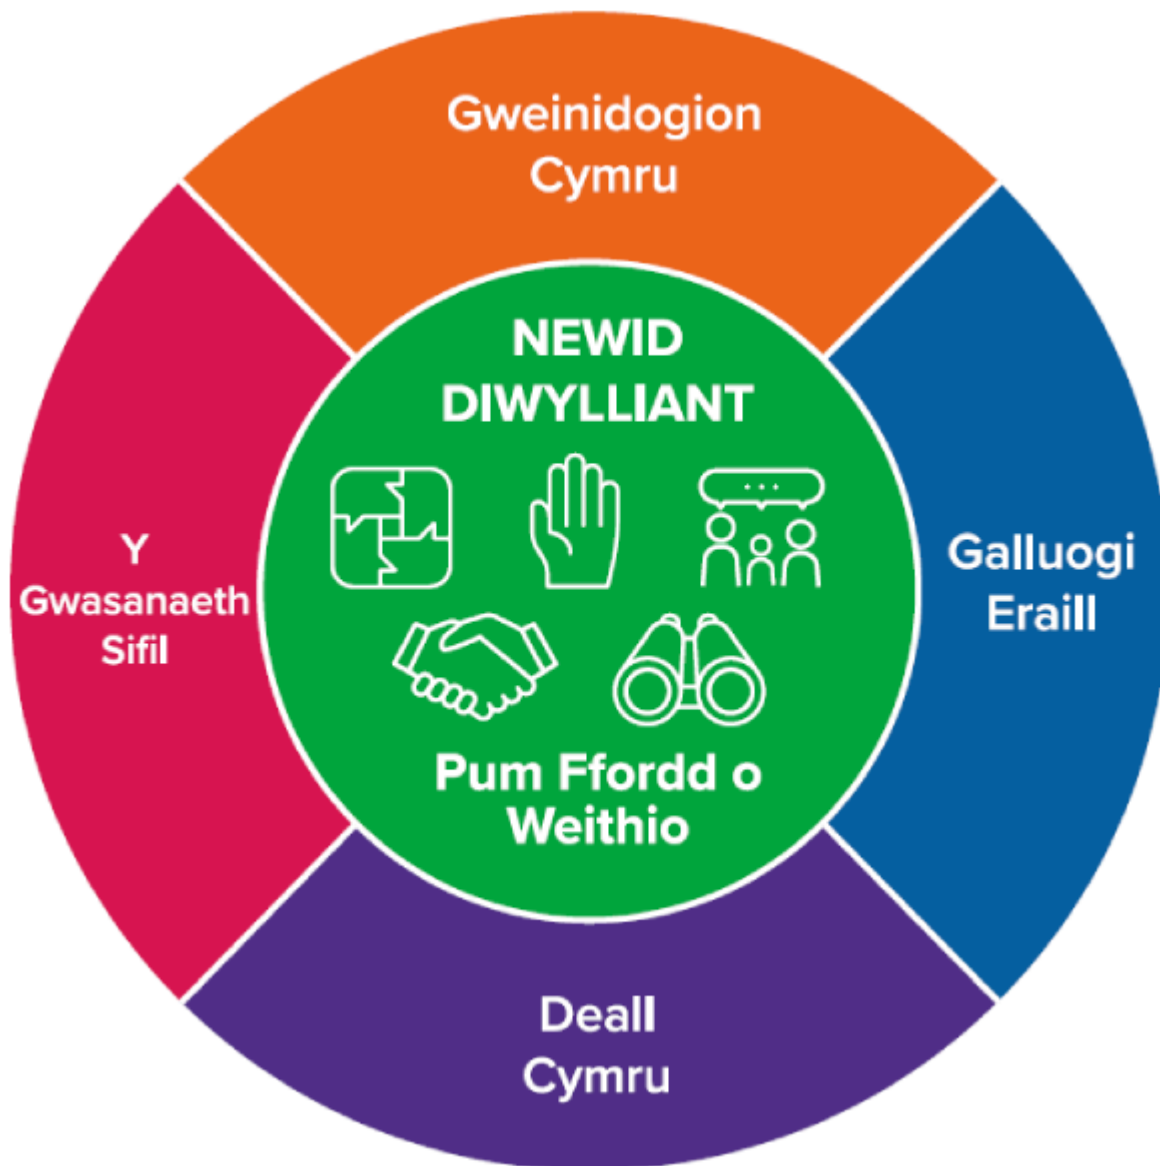 Gweinidogion
Cymru
NEWID
DIWYLLIANT
Y
Gwasanaeth
Sifil
Galluogi
Eraill
Pum Ffordd o
Weithio
Deall
Cymru